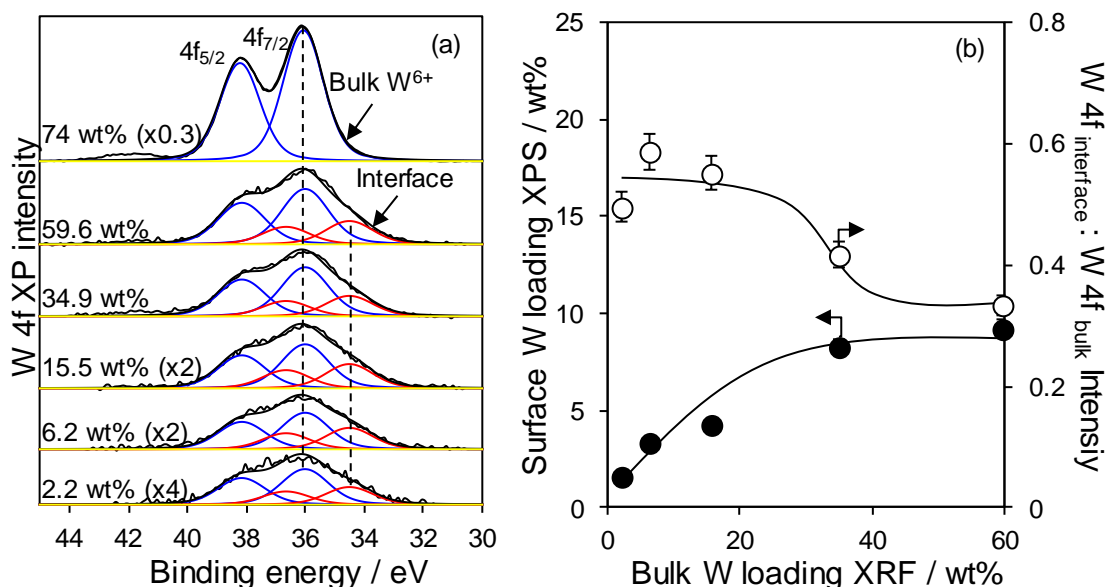 (a)
4f5/2
4f7/2
Bulk W6+
74 wt% (x0.3)
Interface
59.6 wt%
34.9 wt%
15.5 wt% (x2)
6.2 wt% (x2)
2.2 wt% (x4)
W 4f XP intensity
44 42 40 38 36 34 32 30
Binding energy / eV
(b)
Surface W loading XPS / wt%
25
20
15
10
5
0
0 20 40 60
Bulk W loading XRF / wt%
0.8
0.6
0.4
0.2
0
W 4f interface : W 4f bulk Intensiy